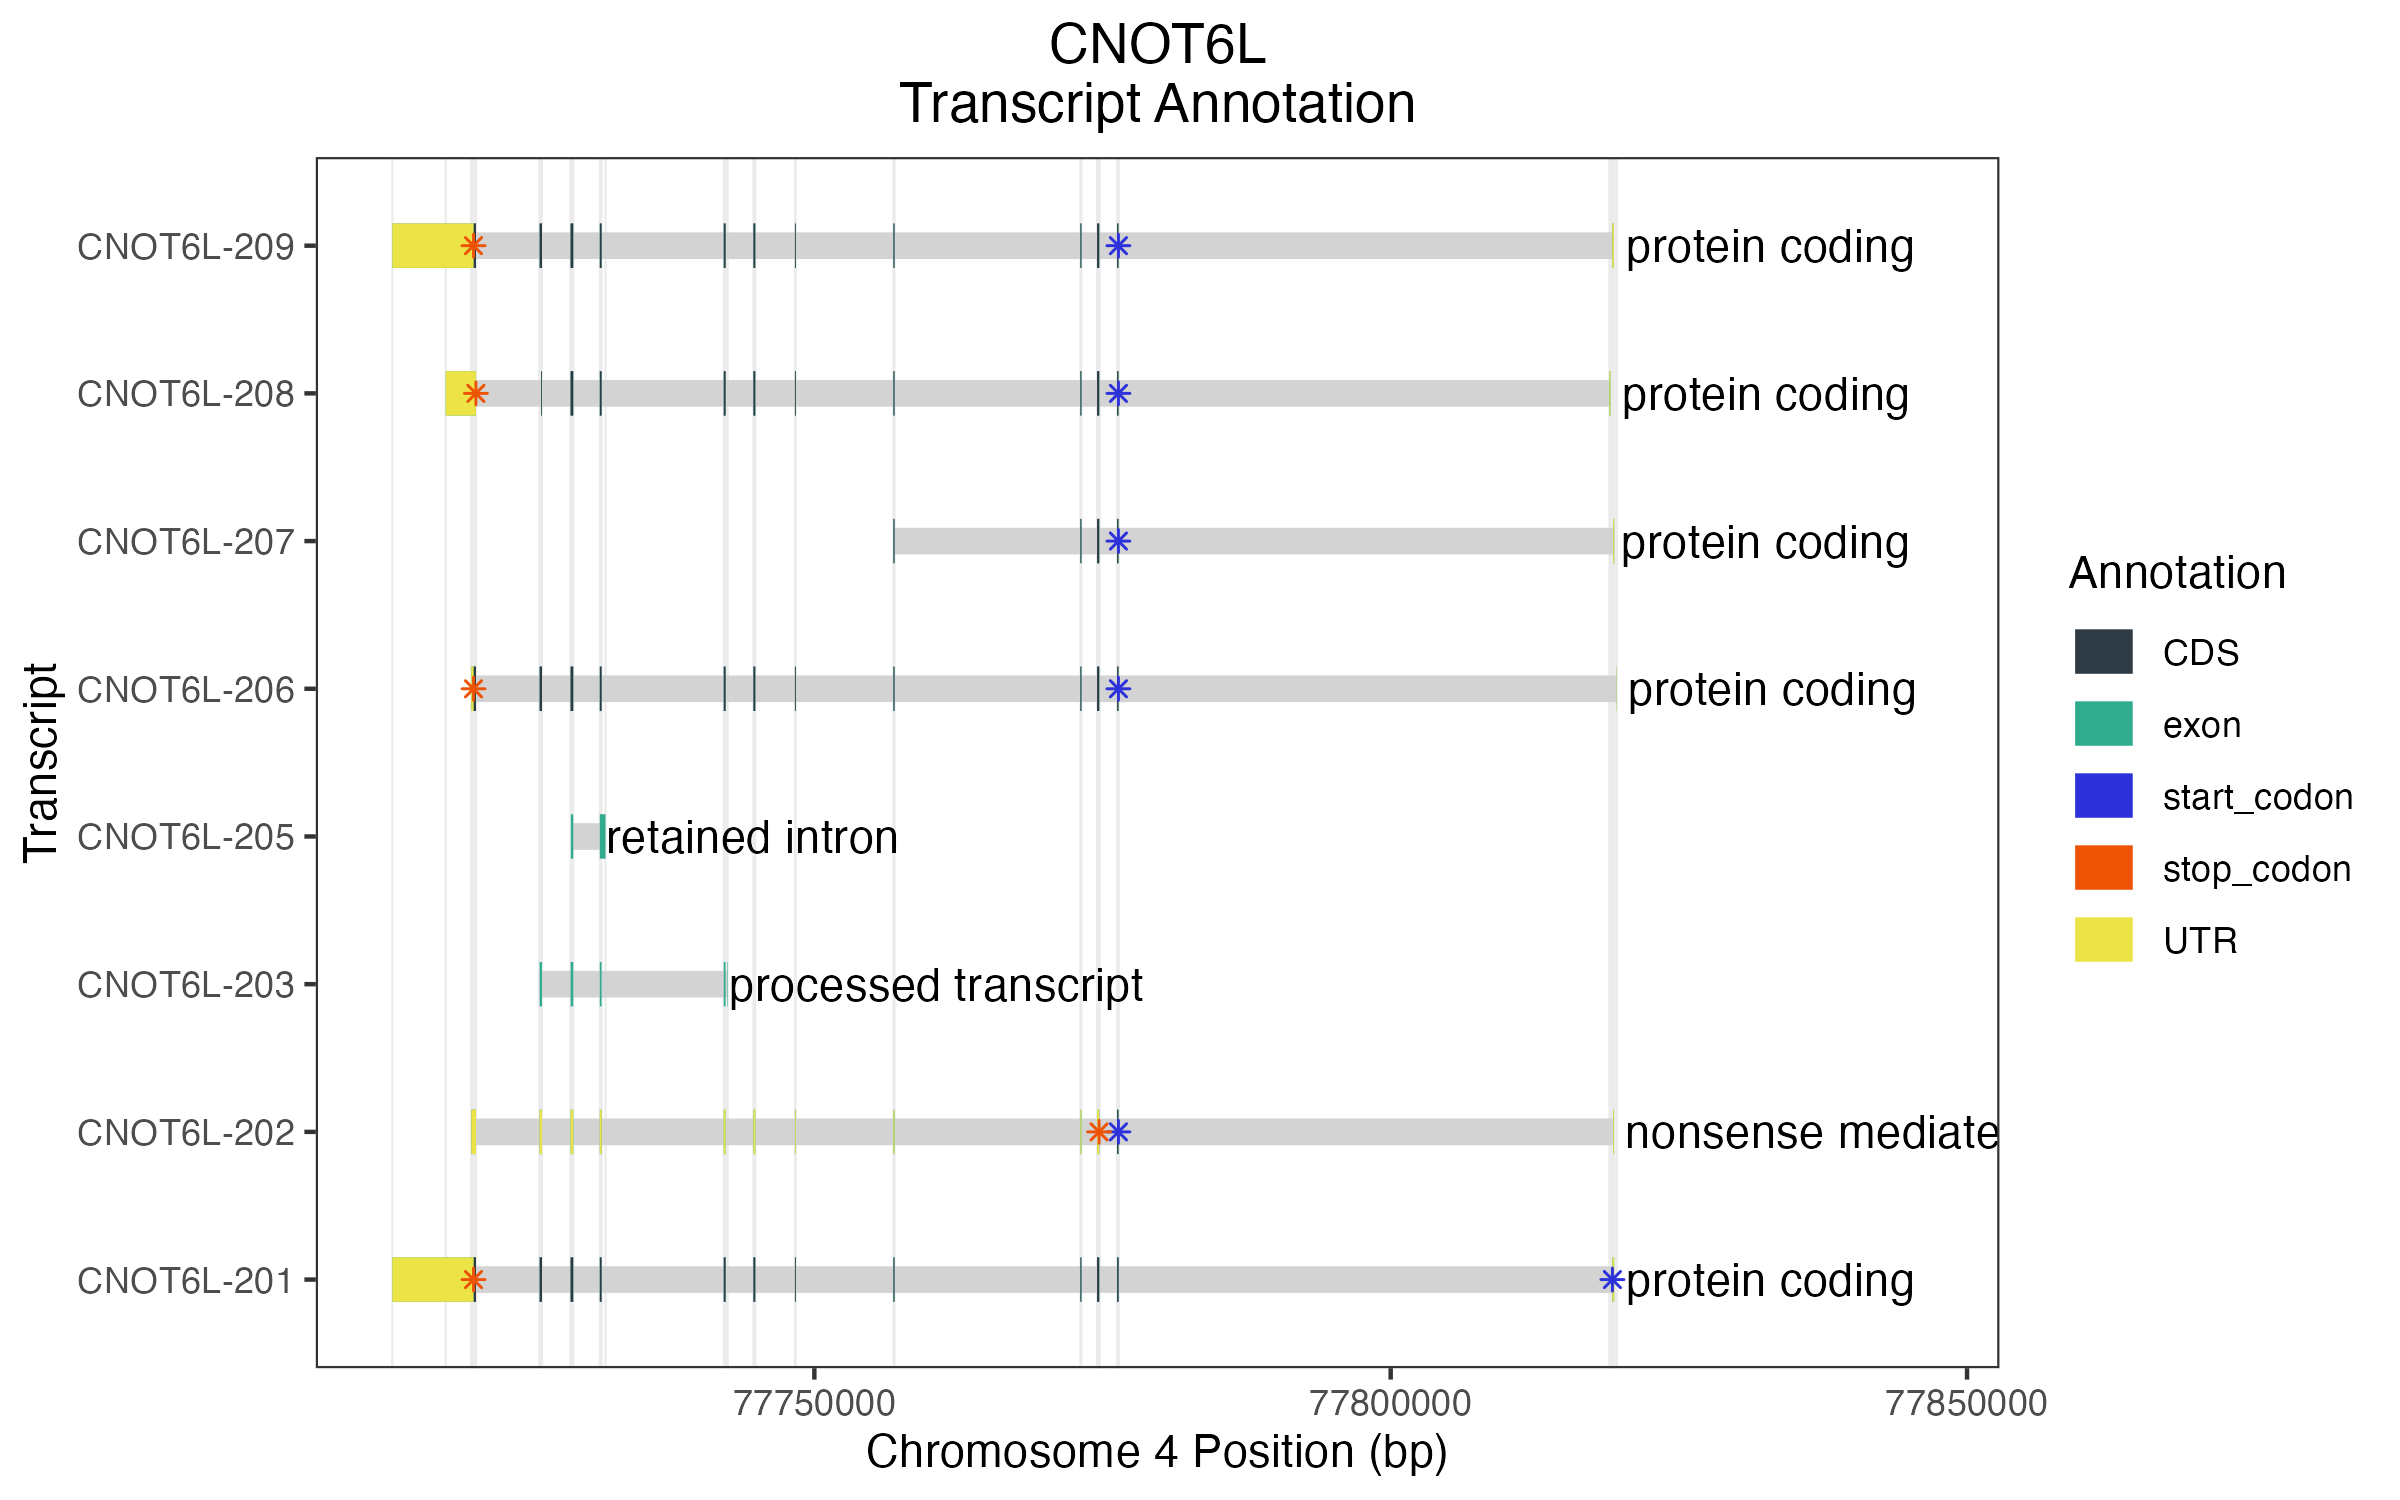 CNOT6L
Transcript Annotation
CNOT6L-209
protein coding
CNOT6L-208
protein coding
CNOT6L-207
protein coding
CNOT6L-206
protein coding
CNOT6L-205
retained intron
CNOT6L-203
processed transcript
CNOT6L-202
nonsense mediate
CNOT6L-201
protein coding
Transcript
77750000
77800000
77850000
Chromosome 4 Position (bp)
Annotation
CDS
exon
start_codon
stop_codon
UTR